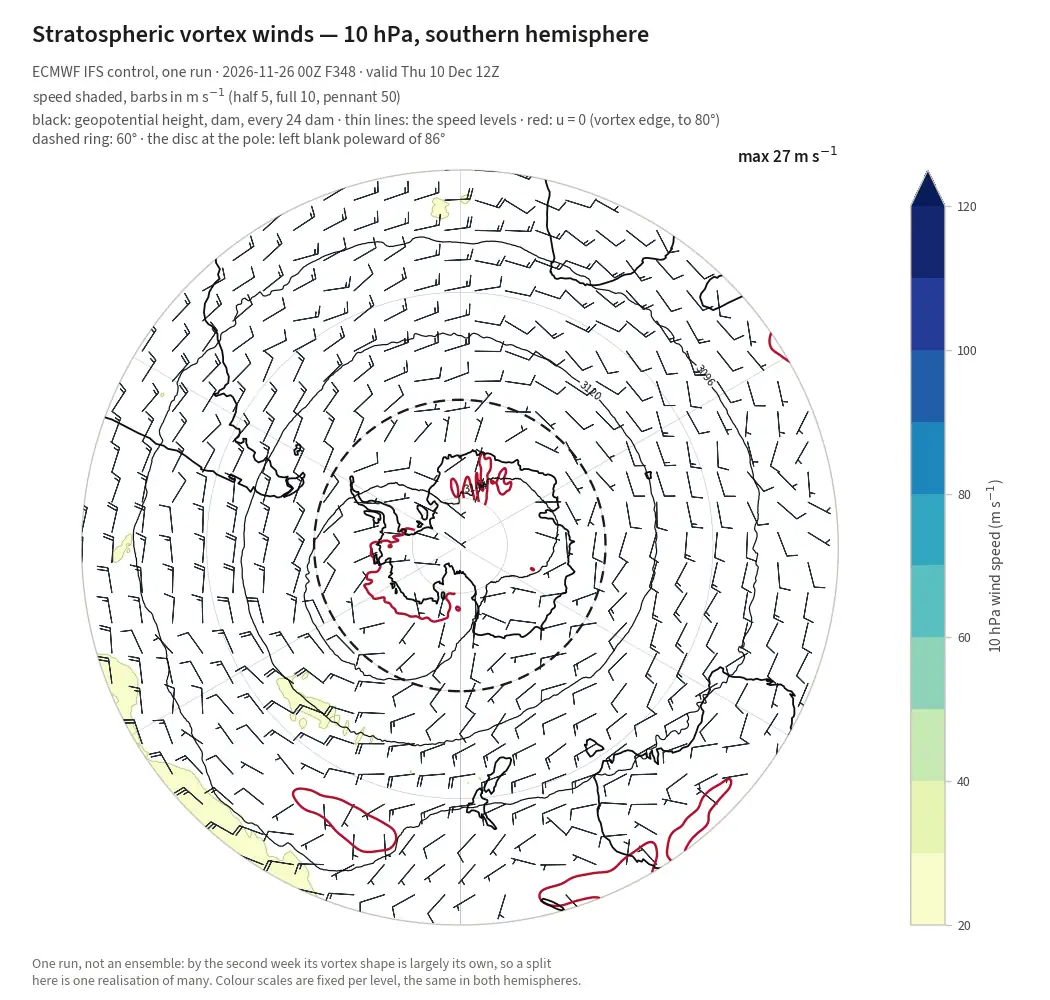 Stratospheric vortex winds — 10 hPa, southern hemisphere
ECMWF IFS control, one run · 2026-11-26 00Z F348 · valid Thu 10 Dec 12Z
speed shaded, barbs in m s⁻¹ (half 5, full 10, pennant 50)
black: geopotential height, dam, every 24 dam · thin lines: the speed levels · red: u = 0 (vortex edge, to 80°)
dashed ring: 60° · the disc at the pole: left blank poleward of 86°
max 27 m s⁻¹
120
100
80
60
40
20
10 hPa wind speed (m s⁻¹)
3096
3120
One run, not an ensemble: by the second week its vortex shape is largely its own, so a split
here is one realisation of many. Colour scales are fixed per level, the same in both hemispheres.